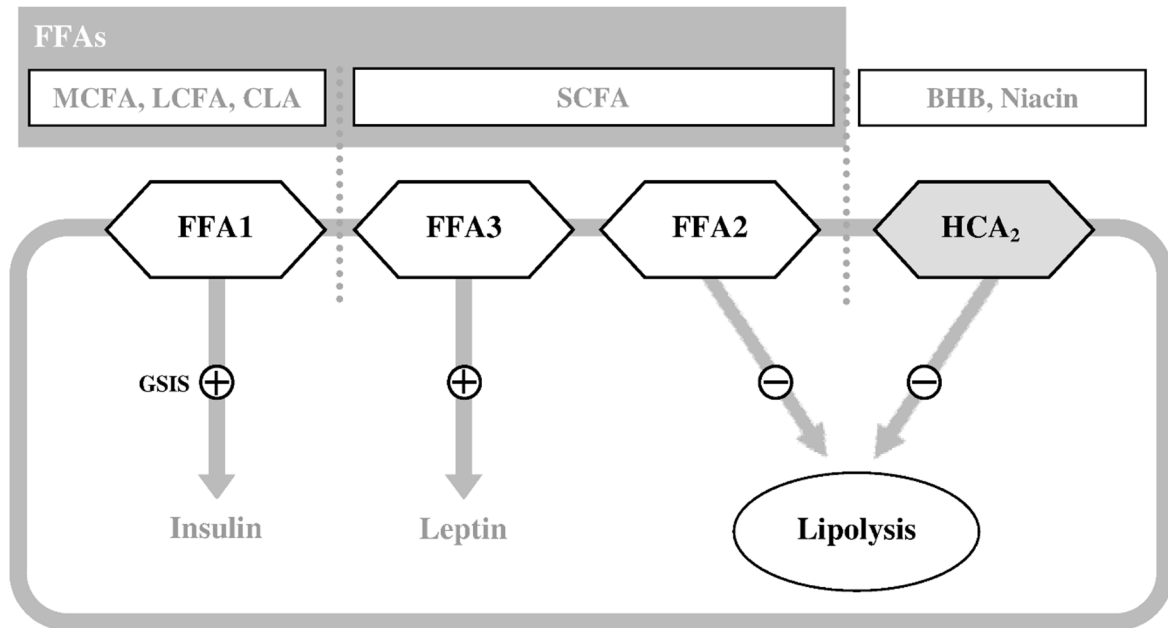 FFAs
MCFA, LCFA, CLA
SCFA
BHB, Niacin
FFA1
FFA3
FFA2
HCA₂
GSIS
+
+
−
−
Insulin
Leptin
Lipolysis